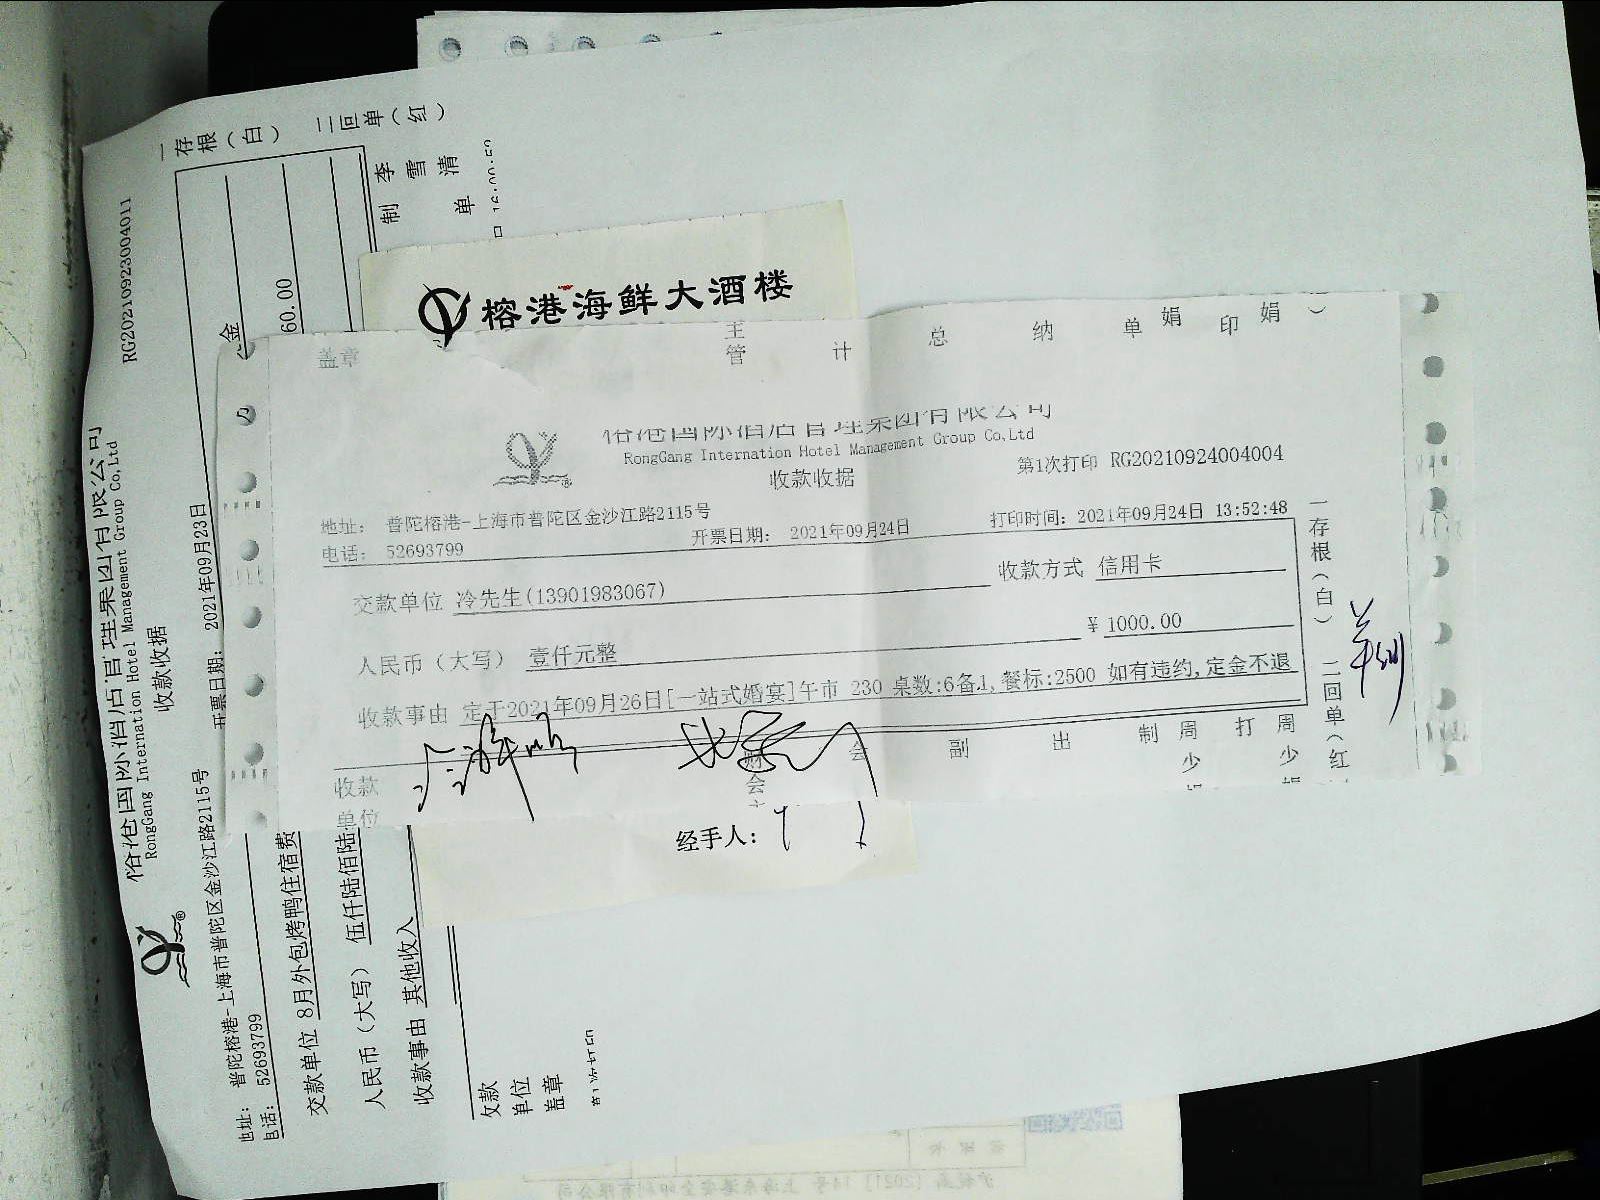 榕港海鲜大酒楼
盖章 主管 计 总 纳 单 娟 印 娟
榕港国际酒店管理集团有限公司
RongGang Internation Hotel Management Group Co,Ltd
收款收据
第1次打印 RG20210924004004
地址: 普陀榕港-上海市普陀区金沙江路2115号
电话: 52693799
开票日期: 2021年09月24日
打印时间: 2021年09月24日 13:52:48
交款单位 冷先生(13901983067)
收款方式 信用卡
人民币（大写） 壹仟元整
¥ 1000.00
收款事由 定于2021年09月26日[一站式婚宴]午市 230 桌数:6备1,餐标:2500 如有违约,定金不退
一存根（白） 二回单（红
收款单位
财会 会 副 出 制 周少 打 周少
经手人:
榕港国际酒店管理集团有限公司
RongGang Internation Hotel Management Group Co,Ltd
收款收据
RG20210923004011
地址: 普陀榕港-上海市普陀区金沙江路2115号
电话: 52693799
开票日期: 2021年09月23日
交款单位 8月外包烤鸭住宿费
金
人民币（大写） 伍仟陆佰陆
60.00
收款事由 其他收入
一存根（白） 二回单（红）
收款单位盖章
制单 李雪清
第1次打印
16:00:59